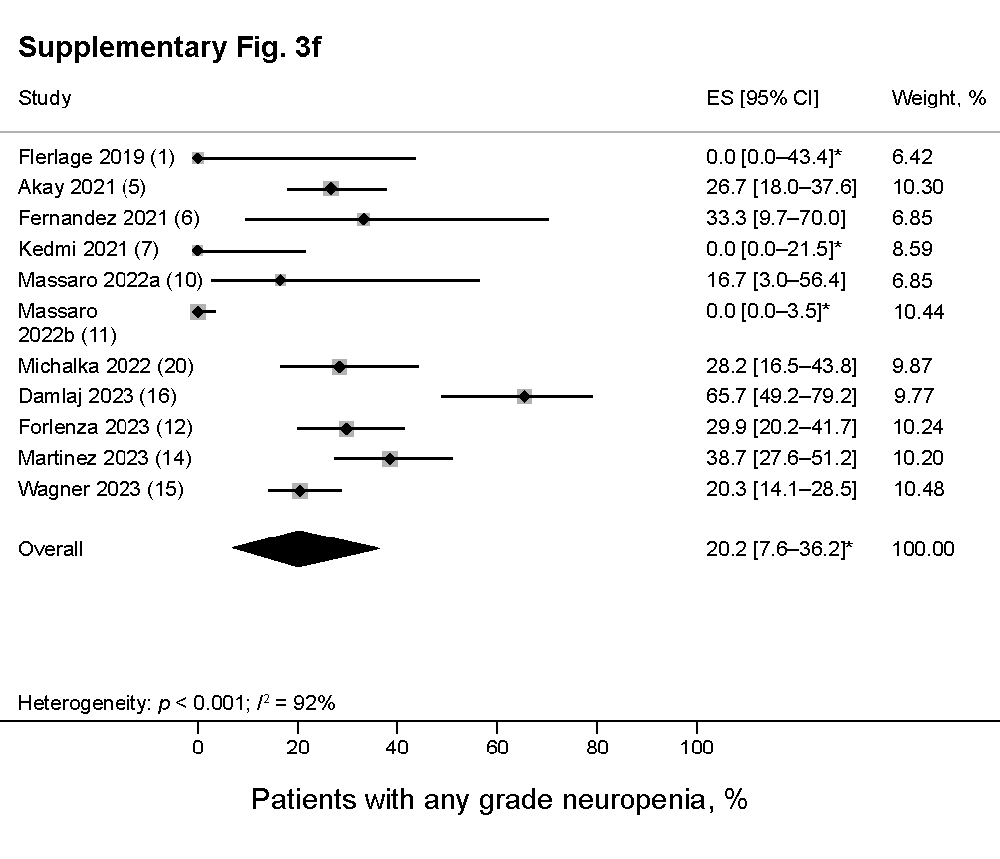 Supplementary Fig. 3f
Study ES [95% CI] Weight, %
Flerlage 2019 (1) 0.0 [0.0–43.4]* 6.42
Akay 2021 (5) 26.7 [18.0–37.6] 10.30
Fernandez 2021 (6) 33.3 [9.7–70.0] 6.85
Kedmi 2021 (7) 0.0 [0.0–21.5]* 8.59
Massaro 2022a (10) 16.7 [3.0–56.4] 6.85
Massaro 0.0 [0.0–3.5]* 10.44
2022b (11)
Michalka 2022 (20) 28.2 [16.5–43.8] 9.87
Damlaj 2023 (16) 65.7 [49.2–79.2] 9.77
Forlenza 2023 (12) 29.9 [20.2–41.7] 10.24
Martinez 2023 (14) 38.7 [27.6–51.2] 10.20
Wagner 2023 (15) 20.3 [14.1–28.5] 10.48
Overall 20.2 [7.6–36.2]* 100.00
Heterogeneity: p < 0.001; I² = 92%
0 20 40 60 80 100
Patients with any grade neuropenia, %